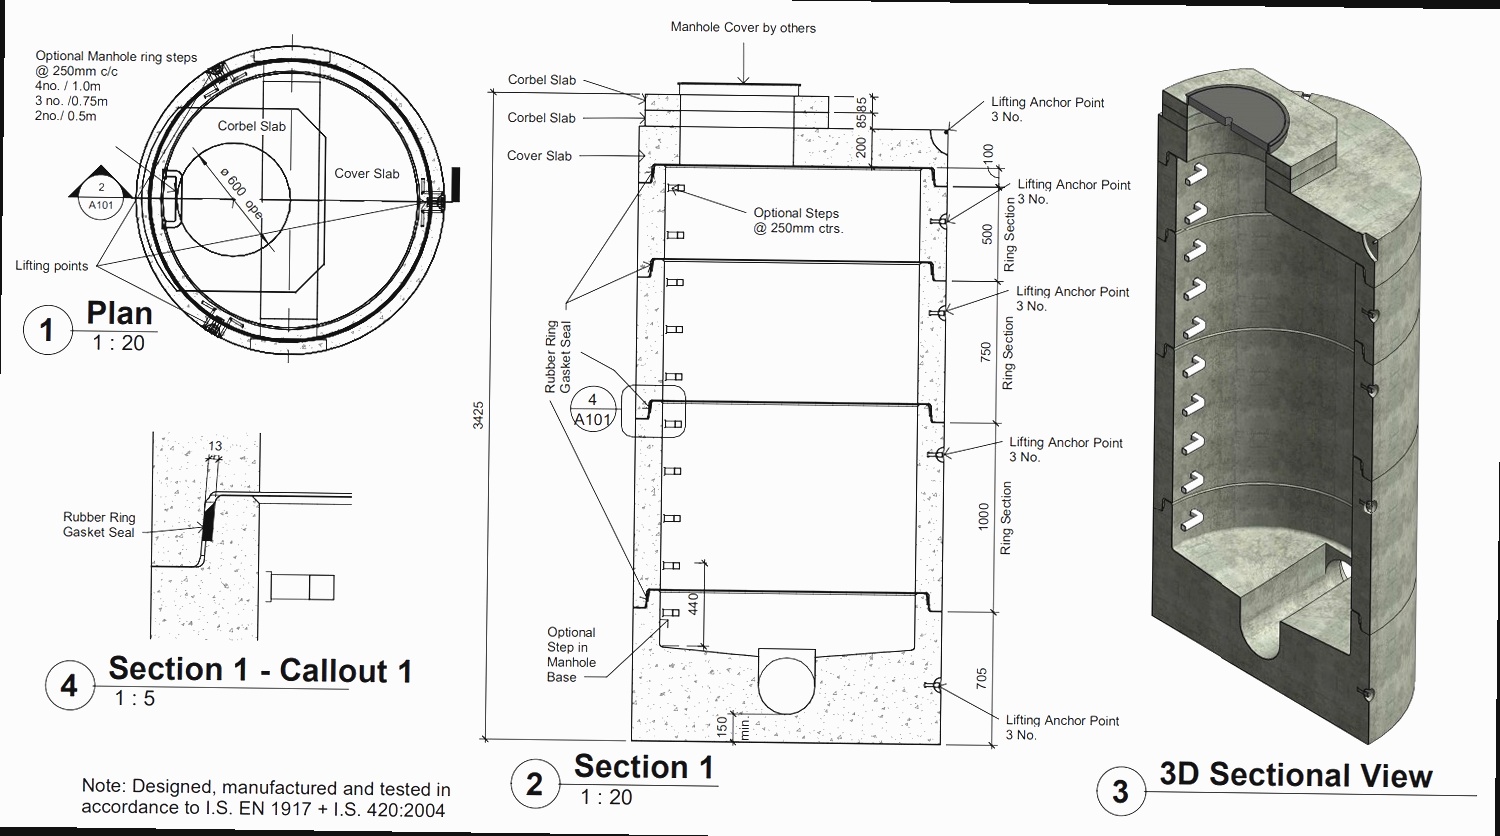 Optional Manhole ring steps
@ 250mm c/c
4no. / 1.0m
3 no. /0.75m
2no./ 0.5m
Corbel Slab
Cover Slab
ø 600 ope
2
A101
Lifting points
1
Plan
1 : 20
13
Rubber Ring
Gasket Seal
4
Section 1 - Callout 1
1 : 5
Note: Designed, manufactured and tested in
accordance to I.S. EN 1917 + I.S. 420:2004
Manhole Cover by others
Corbel Slab
Corbel Slab
Cover Slab
85
85
200
100
Lifting Anchor Point
3 No.
Lifting Anchor Point
3 No.
Optional Steps
@ 250mm ctrs.
500
Ring Section
Lifting Anchor Point
3 No.
Rubber Ring
Gasket Seal
750
Ring Section
4
A101
3425
Lifting Anchor Point
3 No.
1000
Ring Section
440
Optional
Step in
Manhole
Base
705
150
min.
Lifting Anchor Point
3 No.
2
Section 1
1 : 20
3
3D Sectional View